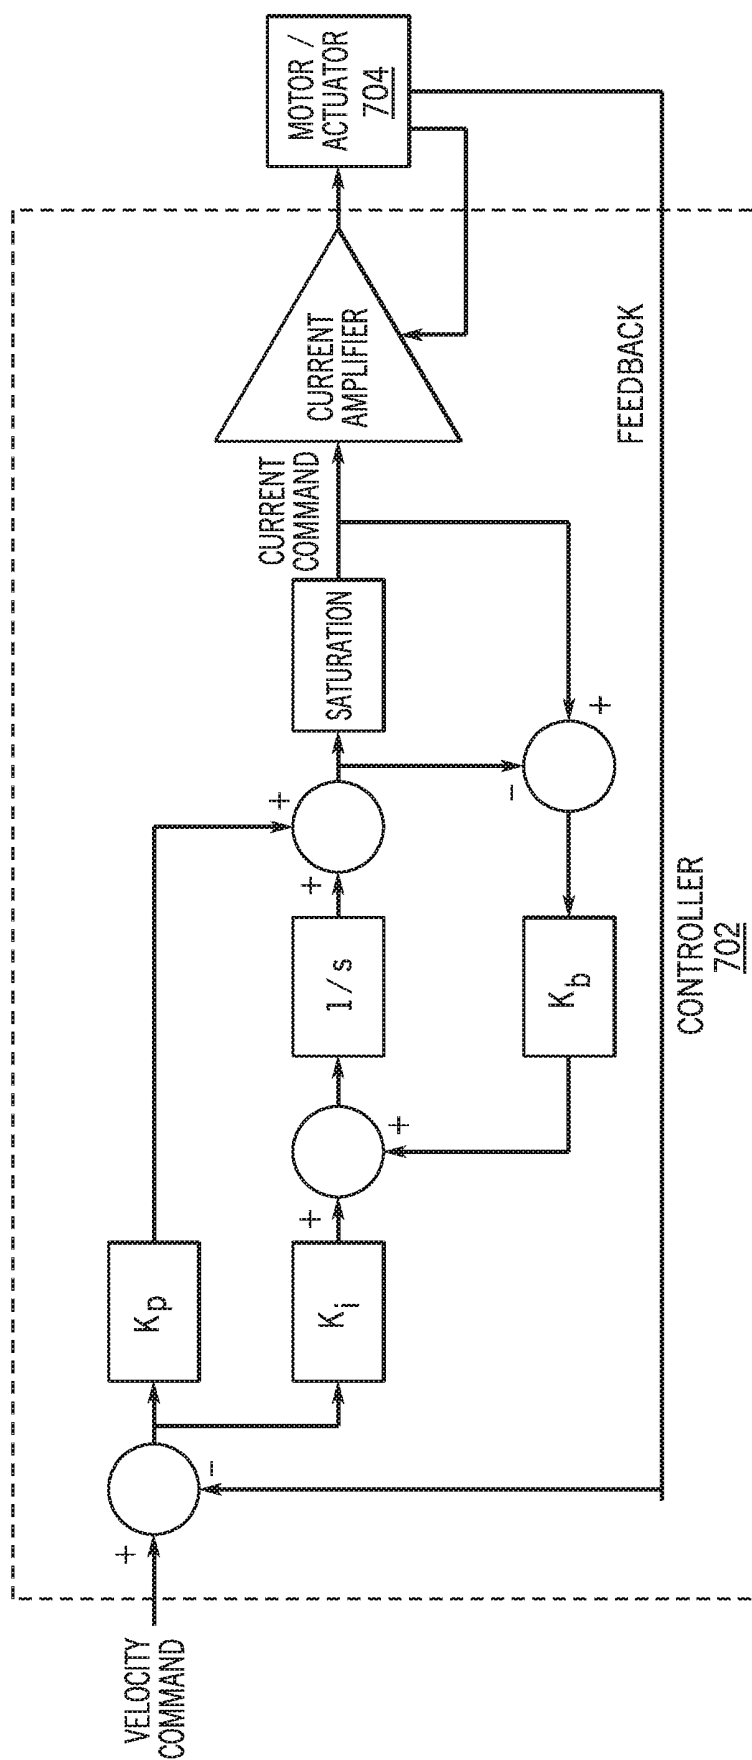 VELOCITY
COMMAND
+
-
Kp
Ki
+
+
1/s
+
+
Kb
-
+
SATURATION
CURRENT
COMMAND
CURRENT
AMPLIFIER
MOTOR /
ACTUATOR
704
FEEDBACK
CONTROLLER
702